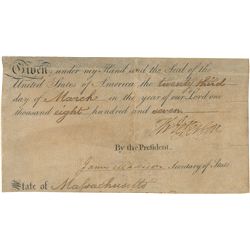 Given under my Hand and the Seal of the
United States of America the twenty third
day of March in the year of our Lord one
thousand eight hundred and seven
Th Jefferson
By the President.
James Madison Secretary of State
State of Massachusetts